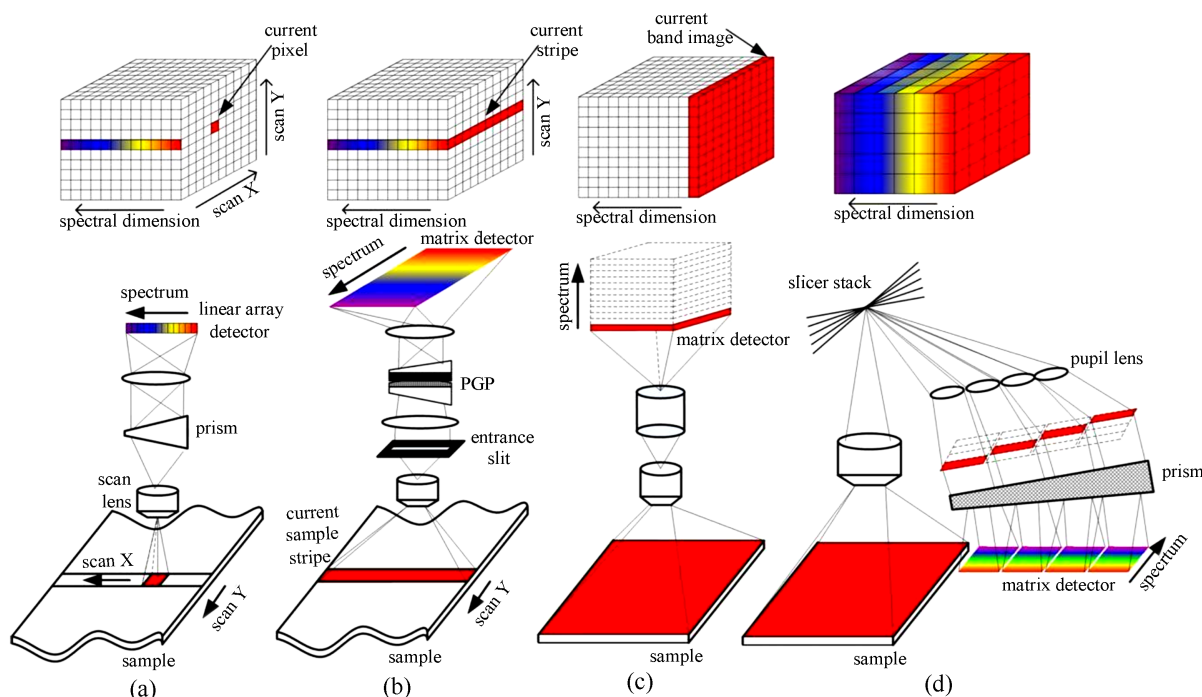 current
pixel
scan Y
scan X
spectral dimension
spectrum
linear array
detector
prism
scan
lens
scan X
scan Y
sample
(a)
current
stripe
scan Y
spectral dimension
matrix detector
spectrum
PGP
entrance
slit
current
sample
stripe
scan Y
sample
(b)
current
band image
spectral dimension
spectrum
matrix detector
sample
(c)
spectral dimension
slicer stack
pupil lens
prism
matrix detector
specrtum
sample
(d)